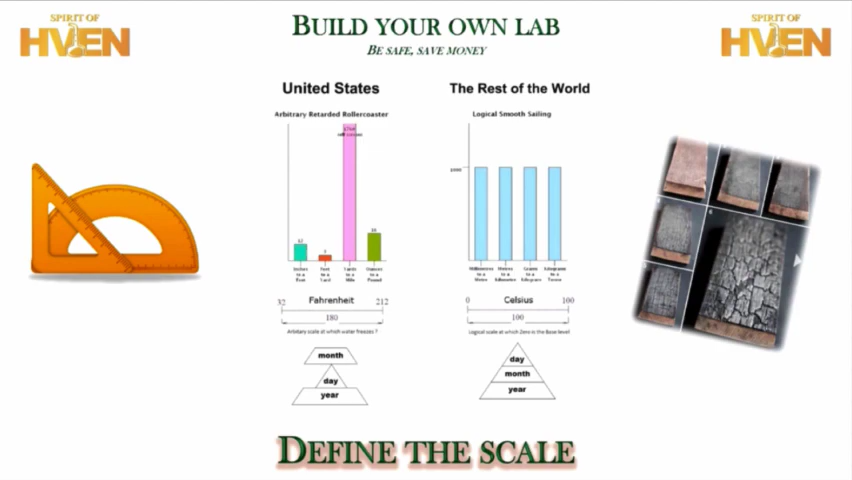 SPIRIT OF
HVEN
BUILD YOUR OWN LAB
BE SAFE, SAVE MONEY
SPIRIT OF
HVEN
United States
Arbitrary Retarded Rollercoaster
12
3
16
Inches
to a
Foot
Feet
to a
Yard
Yards
to a
Mile
Ounces
to a
Pound
32
Fahrenheit
212
180
Arbitary scale at which water freezes ?
month
day
year
The Rest of the World
Logical Smooth Sailing
1000
Millimetres
to a
Metre
Metres
to a
Kilometre
Grams
to a
Kilogram
Kilograms
to a
Tonne
0
Celsius
100
100
Logical scale at which Zero is the Base level
day
month
year
DEFINE THE SCALE